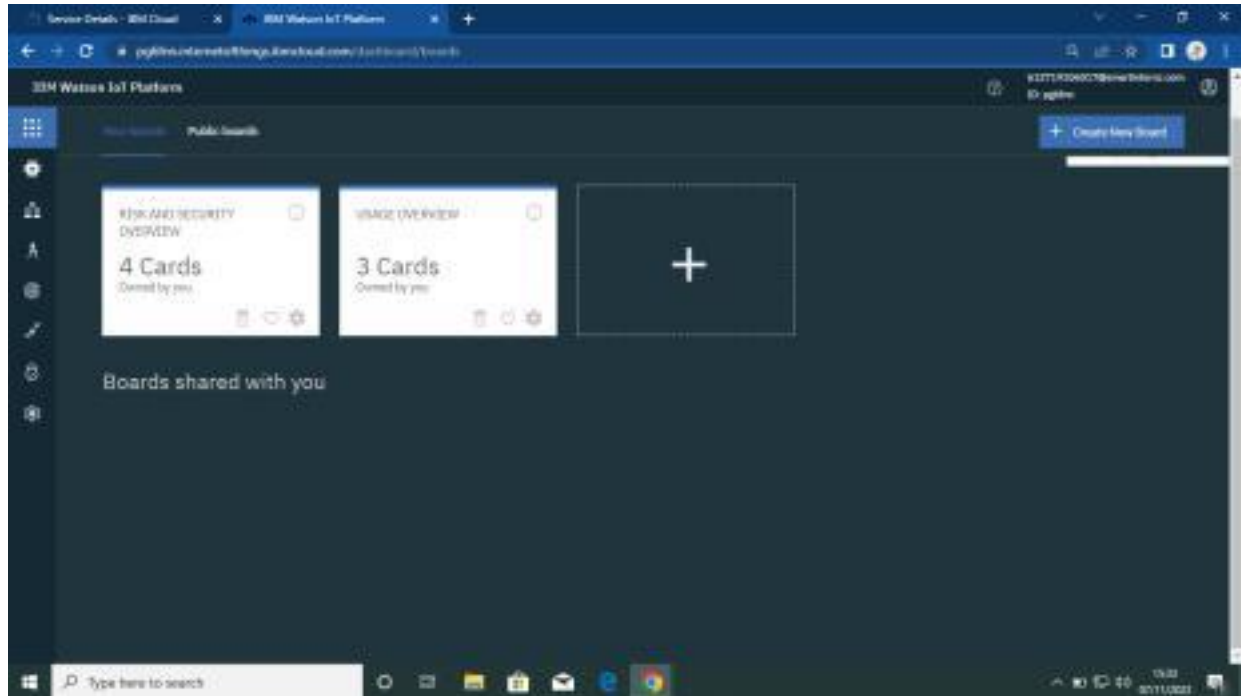 Service Details - IBM Cloud
IBM Watson IoT Platform
IBM Watson IoT Platform
Public boards
Create New Board
RISK AND SECURITY
OVERVIEW
4 Cards
Owned by you
USAGE OVERVIEW
3 Cards
Owned by you
Boards shared with you
Type here to search